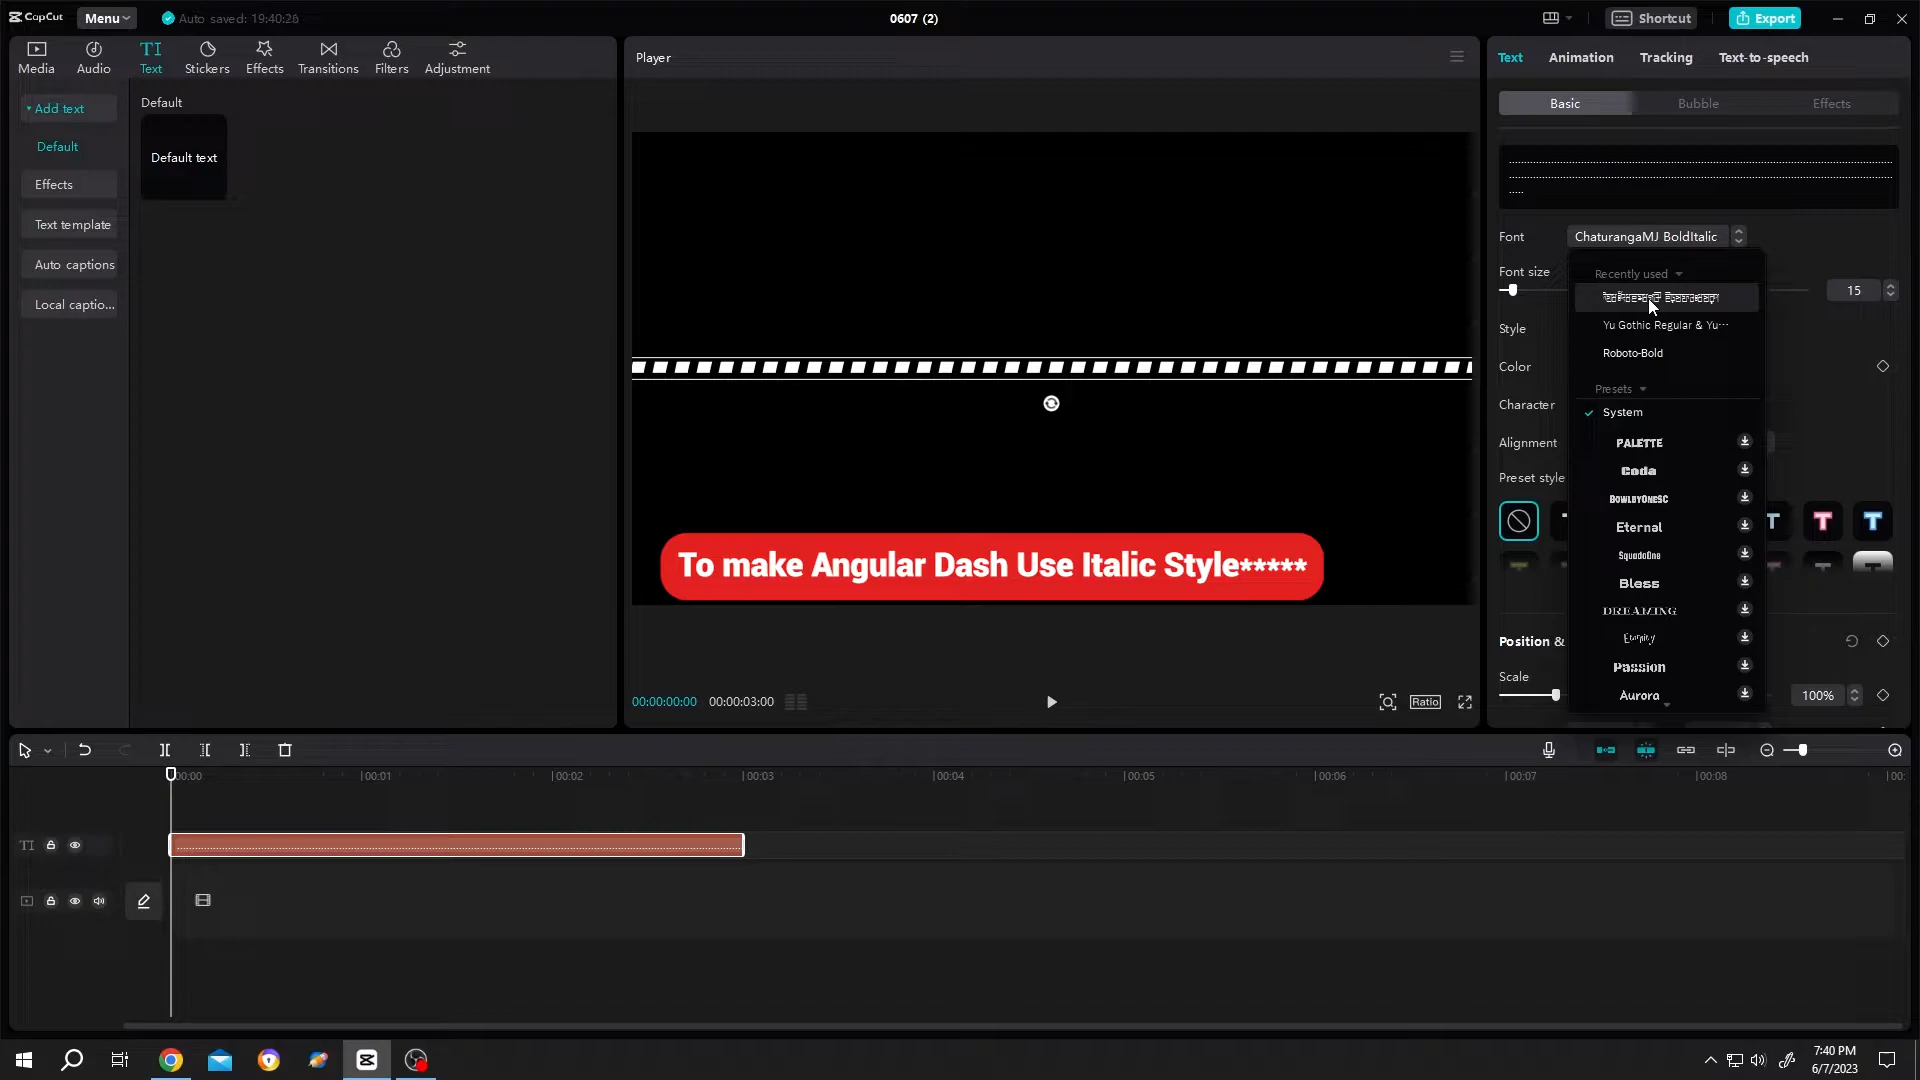 CapCut
Menu
Auto saved: 19:40:26
0607 (2)
Shortcut
Export
Media
Audio
TI
Text
Stickers
Effects
Transitions
Filters
Adjustment
Player
Text
Animation
Tracking
Text-to-speech
Add text
Default
Effects
Text template
Auto captions
Local captio...
Default
Default text
Basic
Bubble
Effects
Font
ChaturangaMJ BoldItalic
Font size
15
Recently used
Yu Gothic Regular & Yu···
Roboto-Bold
Style
Color
Character
Alignment
Preset style
Presets
System
PALETTE
Coda
BowlbyOneSC
Eternal
SquadaOne
Bless
DREAMING
Eternity
Passion
Aurora
To make Angular Dash Use Italic Style*****
Position &
Scale
100%
00:00:00:00
00:00:03:00
Ratio
00:00
00:01
00:02
00:03
00:04
00:05
00:06
00:07
00:08
00:
TI
7:40 PM
6/7/2023